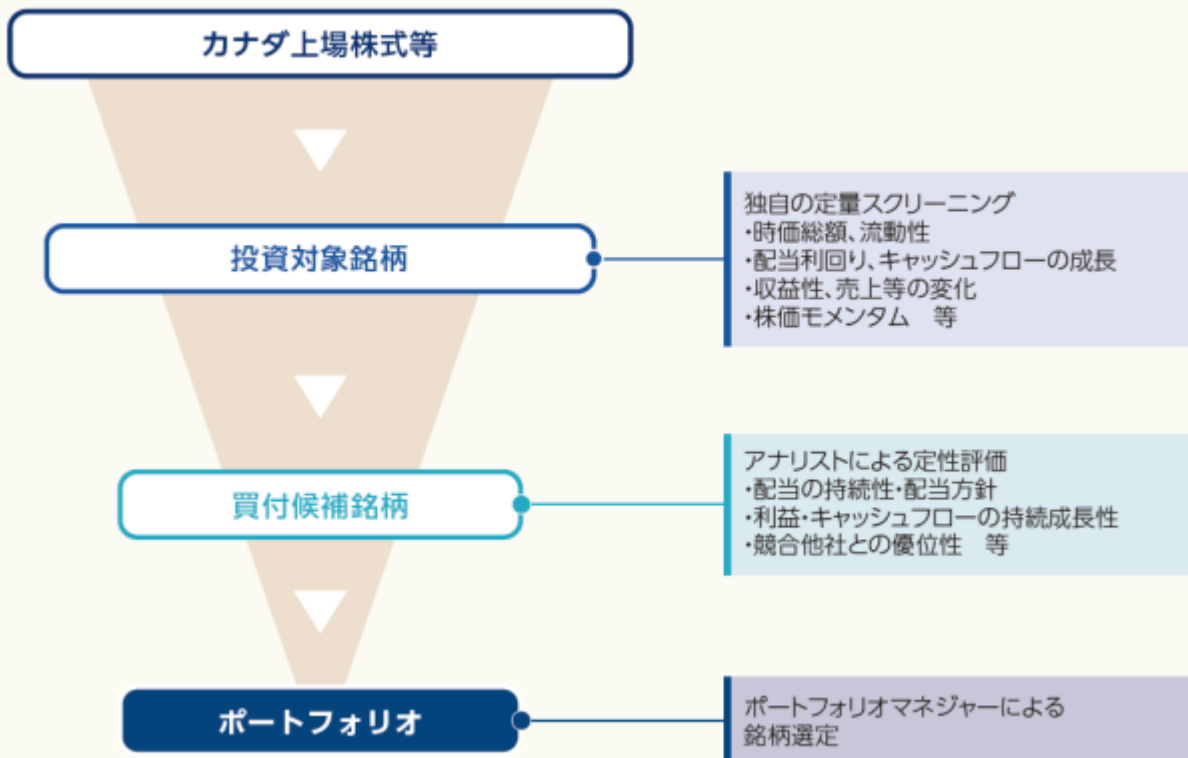 カナダ上場株式等
投資対象銘柄
独自の定量スクリーニング
・時価総額、流動性
・配当利回り、キャッシュフローの成長
・収益性、売上等の変化
・株価モメンタム　等
買付候補銘柄
アナリストによる定性評価
・配当の持続性・配当方針
・利益・キャッシュフローの持続成長性
・競合他社との優位性　等
ポートフォリオ
ポートフォリオマネジャーによる
銘柄選定